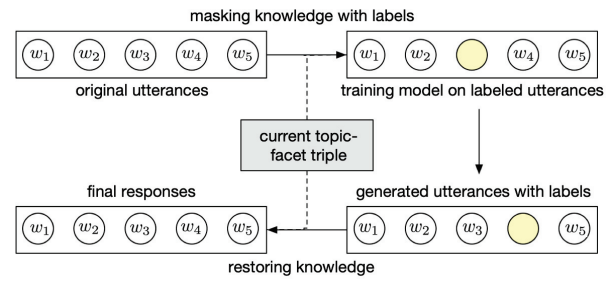 masking knowledge with labels
w1 w2 w3 w4 w5
w1 w2 w4 w5
original utterances
training model on labeled utterances
current topic-
facet triple
final responses
generated utterances with labels
w1 w2 w3 w4 w5
w1 w2 w3 w5
restoring knowledge